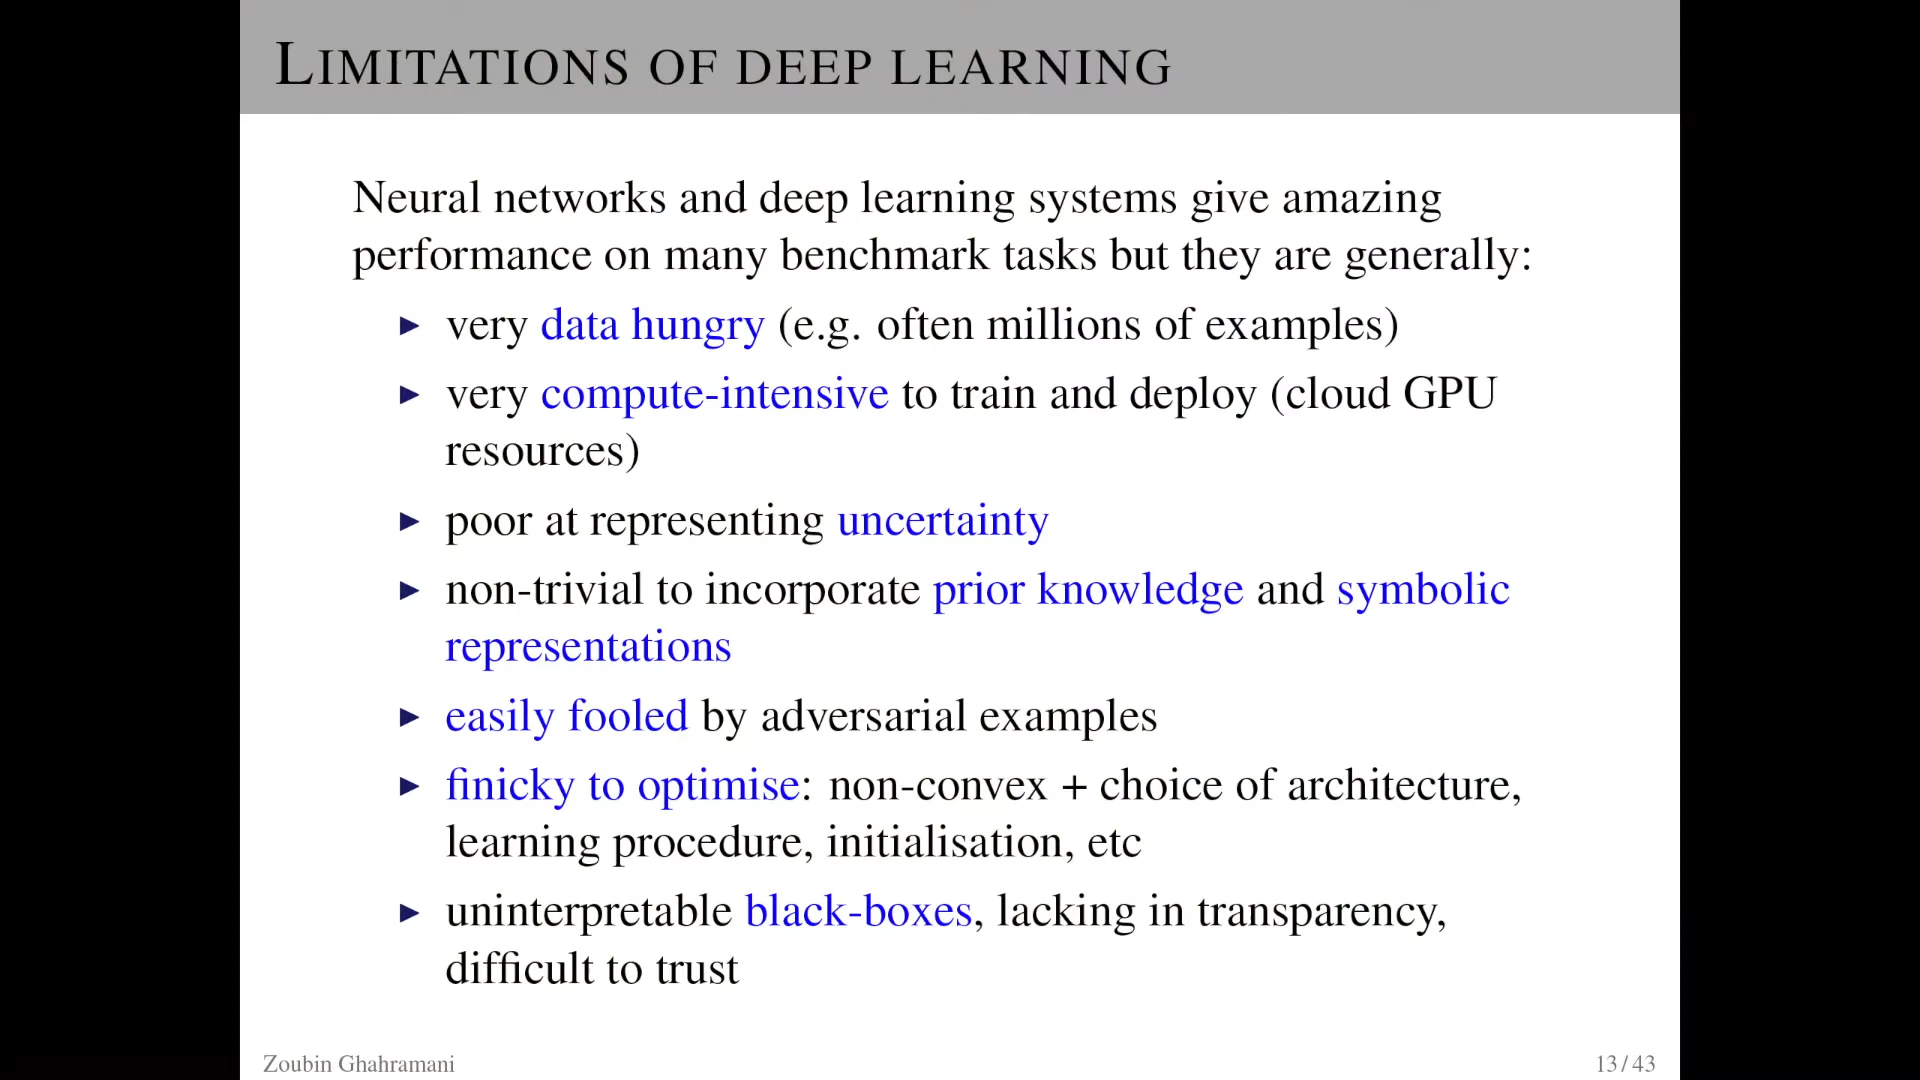 LIMITATIONS OF DEEP LEARNING
Neural networks and deep learning systems give amazing
performance on many benchmark tasks but they are generally:
▶ very data hungry (e.g. often millions of examples)
▶ very compute-intensive to train and deploy (cloud GPU
resources)
▶ poor at representing uncertainty
▶ non-trivial to incorporate prior knowledge and symbolic
representations
▶ easily fooled by adversarial examples
▶ finicky to optimise: non-convex + choice of architecture,
learning procedure, initialisation, etc
▶ uninterpretable black-boxes, lacking in transparency,
difficult to trust
Zoubin Ghahramani
13 / 43